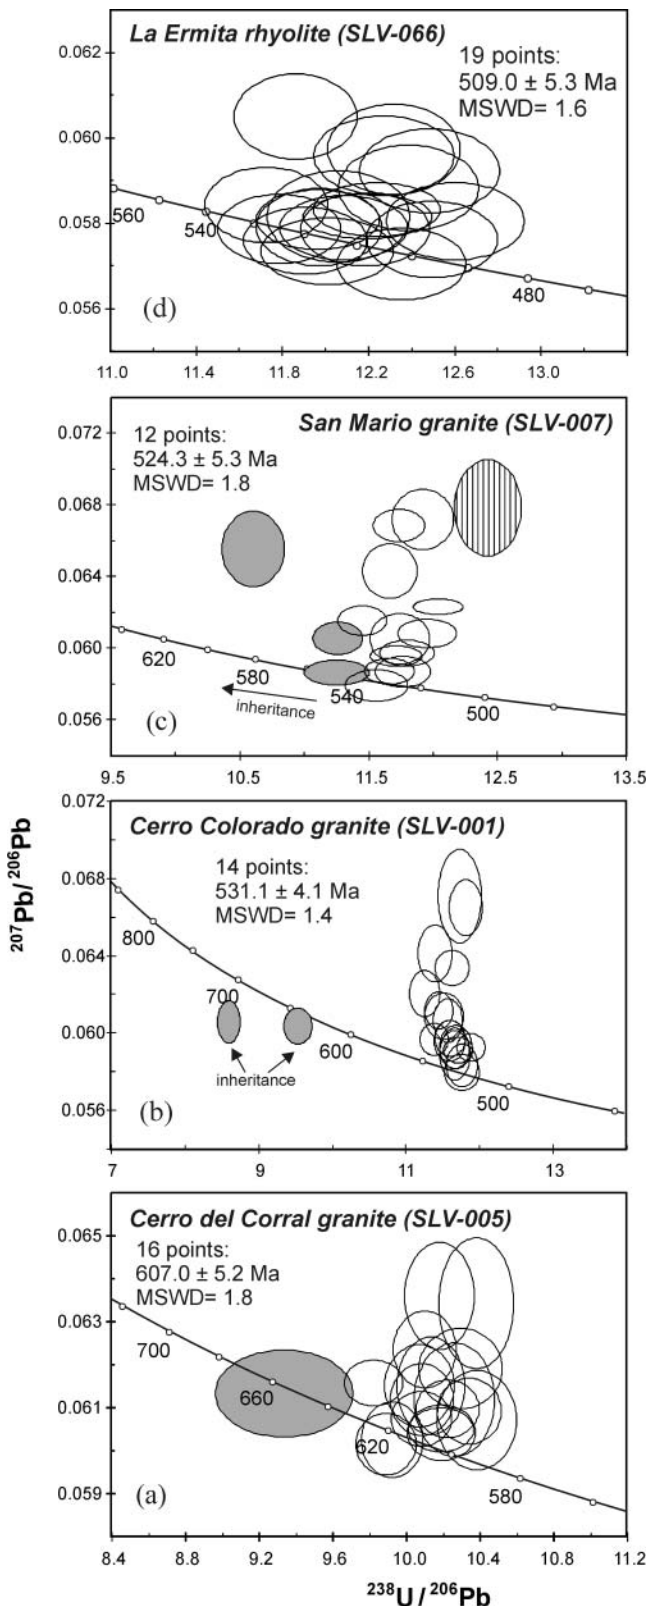 La Ermita rhyolite (SLV-066)
19 points:
509.0 ± 5.3 Ma
MSWD= 1.6
0.062
0.060
0.058
0.056
560
540
480
(d)
11.0
11.4
11.8
12.2
12.6
13.0
San Mario granite (SLV-007)
12 points:
524.3 ± 5.3 Ma
MSWD= 1.8
0.072
0.068
0.064
0.060
0.056
620
580
540
500
inheritance
(c)
9.5
10.5
11.5
12.5
13.5
Cerro Colorado granite (SLV-001)
14 points:
531.1 ± 4.1 Ma
MSWD= 1.4
0.072
0.068
0.064
0.060
0.056
800
700
600
500
inheritance
(b)
7
9
11
13
²⁰⁷Pb/²⁰⁶Pb
Cerro del Corral granite (SLV-005)
16 points:
607.0 ± 5.2 Ma
MSWD= 1.8
0.065
0.063
0.061
0.059
700
660
620
580
(a)
8.4
8.8
9.2
9.6
10.0
10.4
10.8
11.2
²³⁸U/²⁰⁶Pb